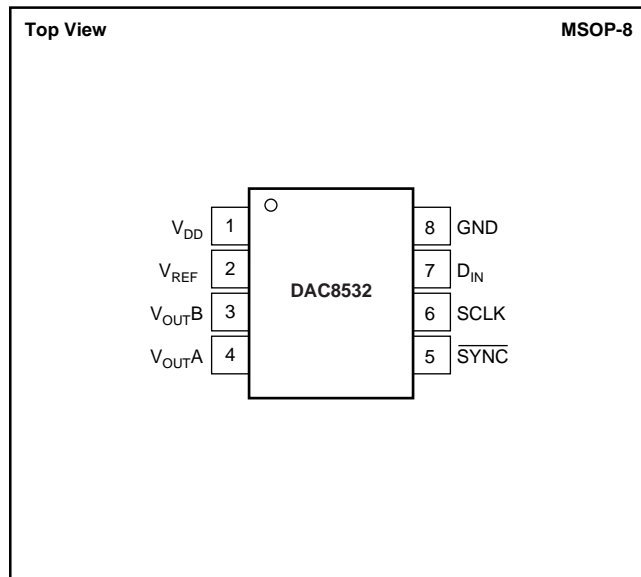 Top View MSOP-8
V_DD 1 8 GND
V_REF 2 7 D_IN
DAC8532
V_OUTB 3 6 SCLK
V_OUTA 4 5 S̅Y̅N̅C̅